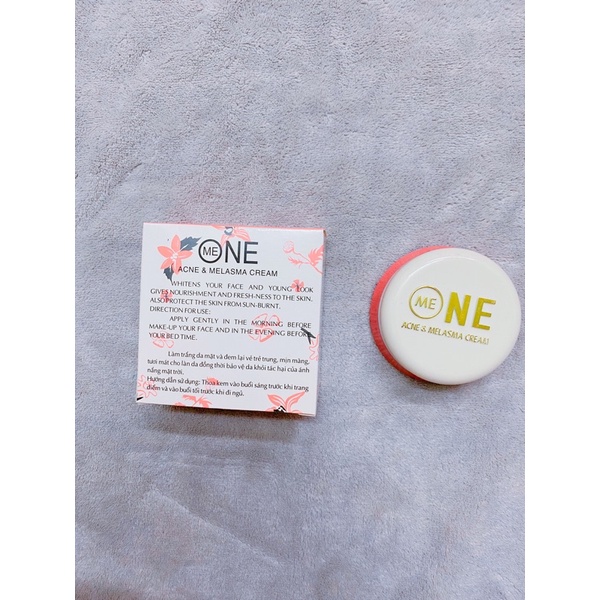 ME ONE
ACNE & MELASMA CREAM
WHITENS YOUR FACE AND YOUNG LOOK
GIVES NOURISHMENT AND FRESH-NESS TO THE SKIN.
ALSO PROTECT THE SKIN FROM SUN-BURNT.
DIRECTION FOR USE:
APPLY GENTLY IN THE MORNING BEFORE
MAKE-UP YOUR FACE AND IN THE EVENING BEFORE
YOUR BED TIME.
Làm trắng da mặt và đem lại vẻ trẻ trung, mịn màng,
tươi mát cho làn da đồng thời bảo vệ da khỏi tác hại của ánh
nắng mặt trời.
Hướng dẫn sử dụng: Thoa kem vào buổi sáng trước khi trang
điểm và vào buổi tối trước khi đi ngủ.
ME ONE
ACNE & MELASMA CREAM